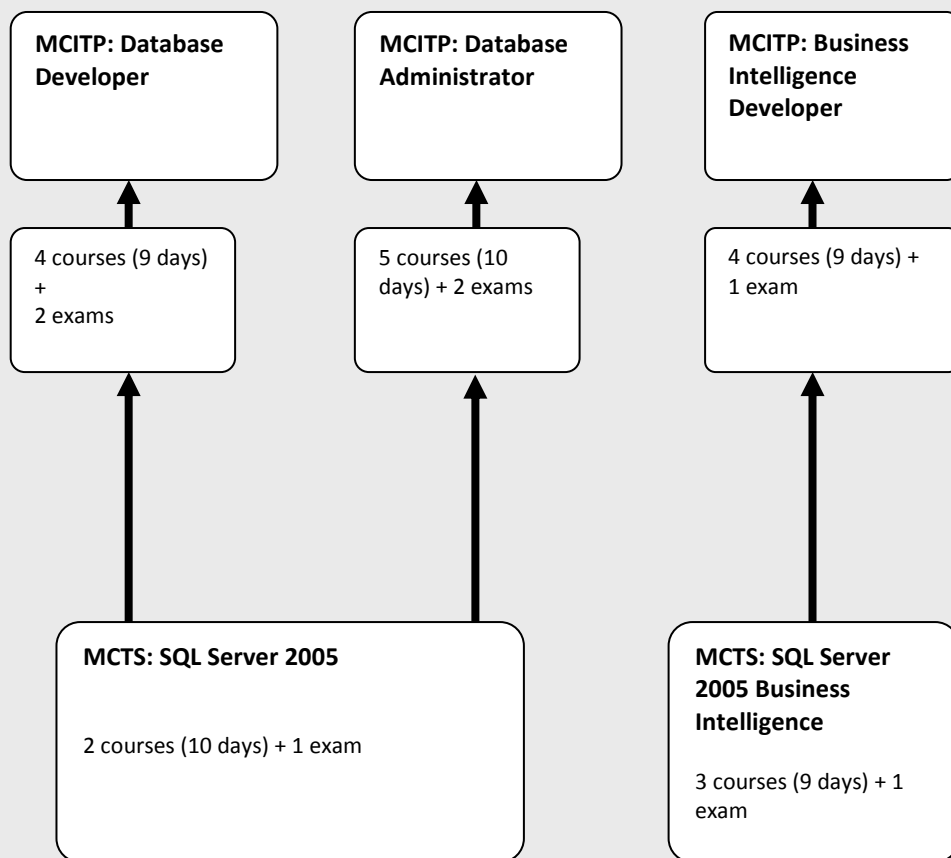 MCITP: Database
Developer
MCITP: Database
Administrator
MCITP: Business
Intelligence
Developer
4 courses (9 days)
+
2 exams
5 courses (10
days) + 2 exams
4 courses (9 days) +
1 exam
MCTS: SQL Server 2005
2 courses (10 days) + 1 exam
MCTS: SQL Server
2005 Business
Intelligence
3 courses (9 days) + 1
exam